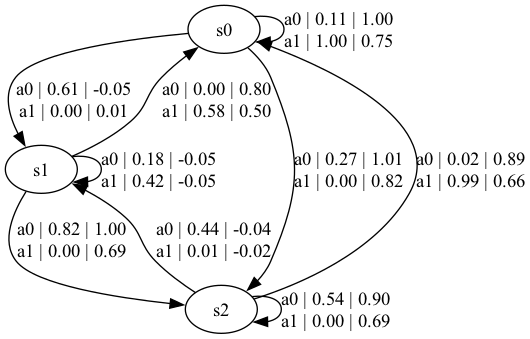 s0
a0 | 0.11 | 1.00
a1 | 1.00 | 0.75
a0 | 0.61 | -0.05
a1 | 0.00 | 0.01
a0 | 0.00 | 0.80
a1 | 0.58 | 0.50
s1
a0 | 0.18 | -0.05
a1 | 0.42 | -0.05
a0 | 0.27 | 1.01
a1 | 0.00 | 0.82
a0 | 0.02 | 0.89
a1 | 0.99 | 0.66
a0 | 0.82 | 1.00
a1 | 0.00 | 0.69
a0 | 0.44 | -0.04
a1 | 0.01 | -0.02
s2
a0 | 0.54 | 0.90
a1 | 0.00 | 0.69